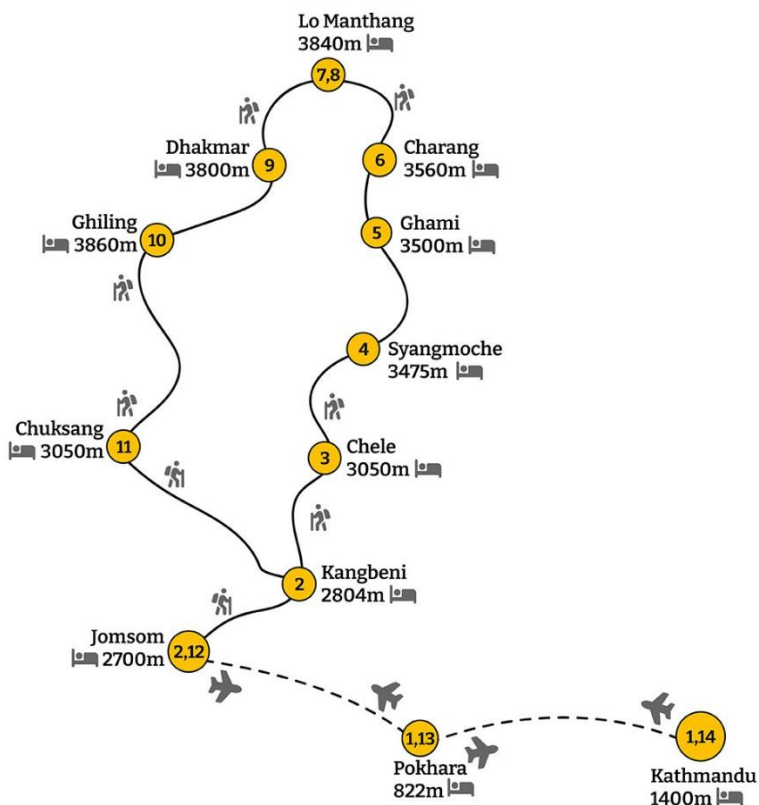 Lo Manthang
3840m
7,8
Dhakmar
3800m
9
6
Charang
3560m
Ghiling
3860m
10
5
Ghami
3500m
4
Syangmoche
3475m
Chuksang
3050m
11
3
Chele
3050m
2
Kangbeni
2804m
Jomsom
2700m
2,12
1,13
Pokhara
822m
1,14
Kathmandu
1400m